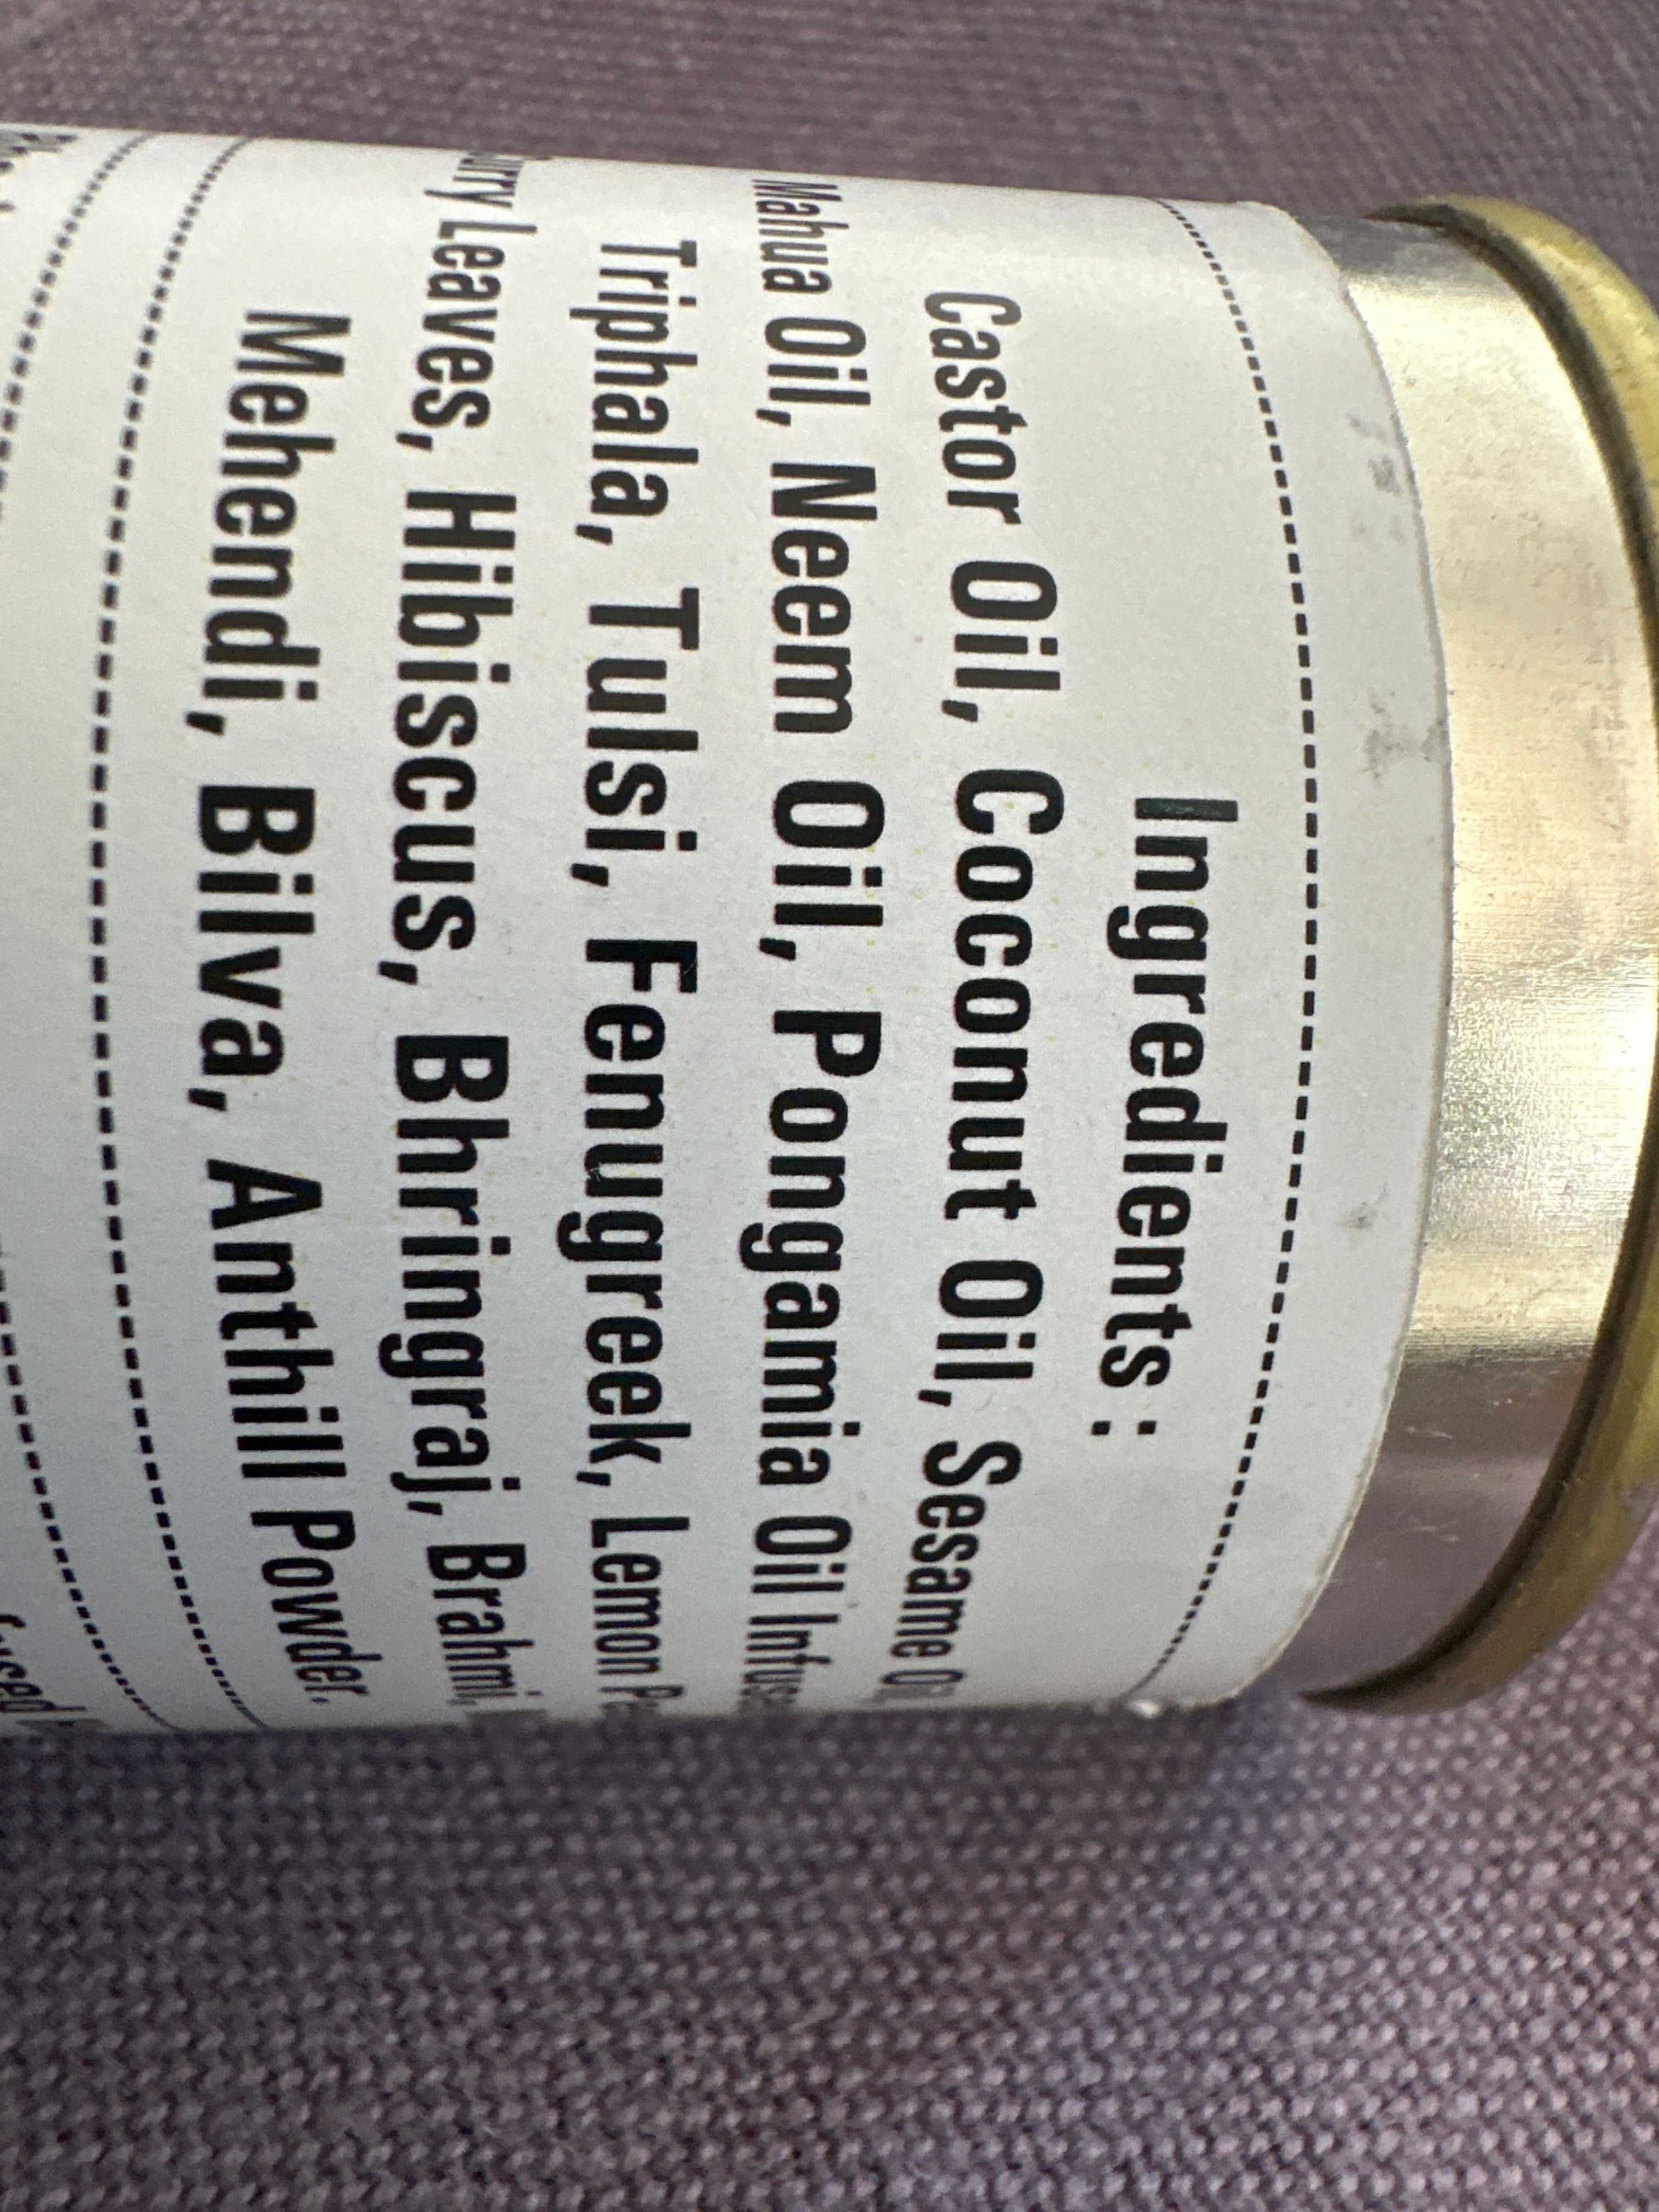 Ingredients :
Castor Oil, Coconut Oil, Sesame
Mahua Oil, Neem Oil, Pongamia Oil
Triphala, Tulsi, Fenugreek, Lemon
Leaves, Hibiscus, Bhringraj, Brahmi,
Mehendi, Bilva, Anthill Powder.